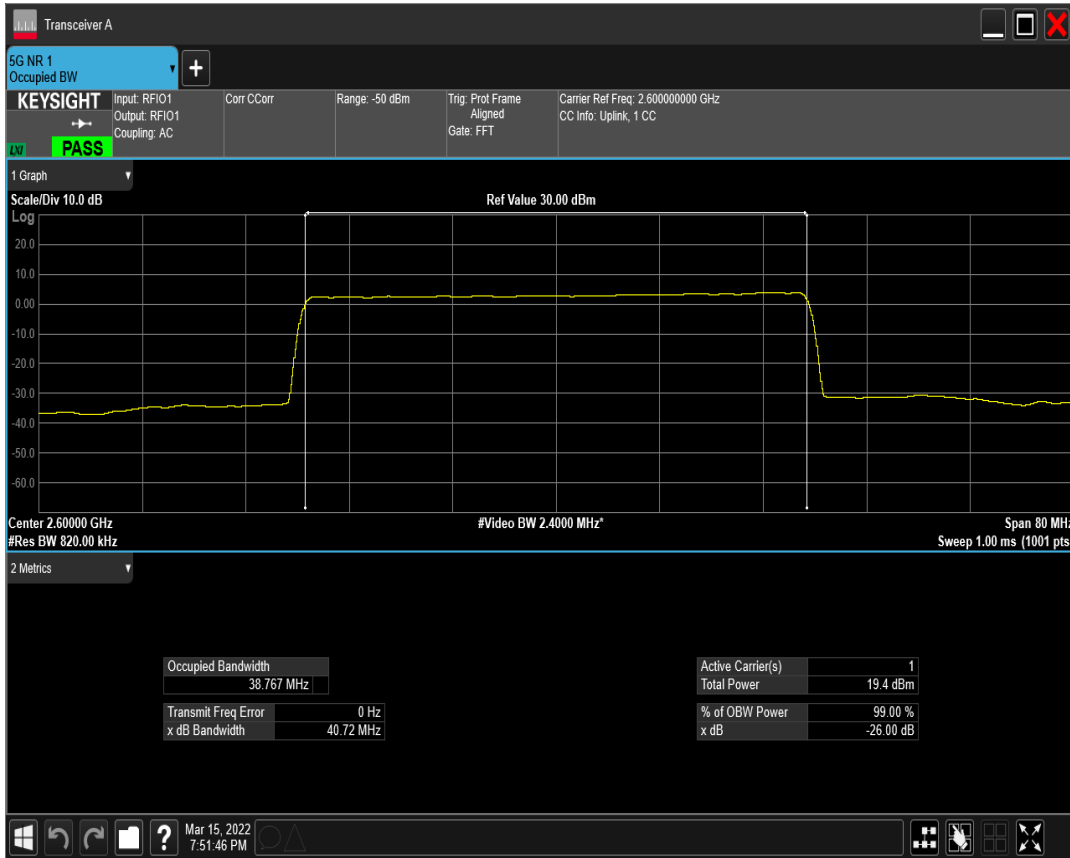 Transceiver A
5G NR 1
Occupied BW
KEYSIGHT
LXI
PASS
Input: RFIO1
Output: RFIO1
Coupling: AC
Corr CCorr
Range: -50 dBm
Trig: Prot Frame
Aligned
Gate: FFT
Carrier Ref Freq: 2.600000000 GHz
CC Info: Uplink, 1 CC
1 Graph
Scale/Div 10.0 dB
Ref Value 30.00 dBm
Log
20.0
10.0
0.00
-10.0
-20.0
-30.0
-40.0
-50.0
-60.0
Center 2.60000 GHz
#Video BW 2.4000 MHz*
Span 80 MHz
#Res BW 820.00 kHz
Sweep 1.00 ms (1001 pts
2 Metrics
Occupied Bandwidth
38.767 MHz
Transmit Freq Error 0 Hz
x dB Bandwidth 40.72 MHz
Active Carrier(s) 1
Total Power 19.4 dBm
% of OBW Power 99.00 %
x dB -26.00 dB
?
Mar 15, 2022
7:51:46 PM